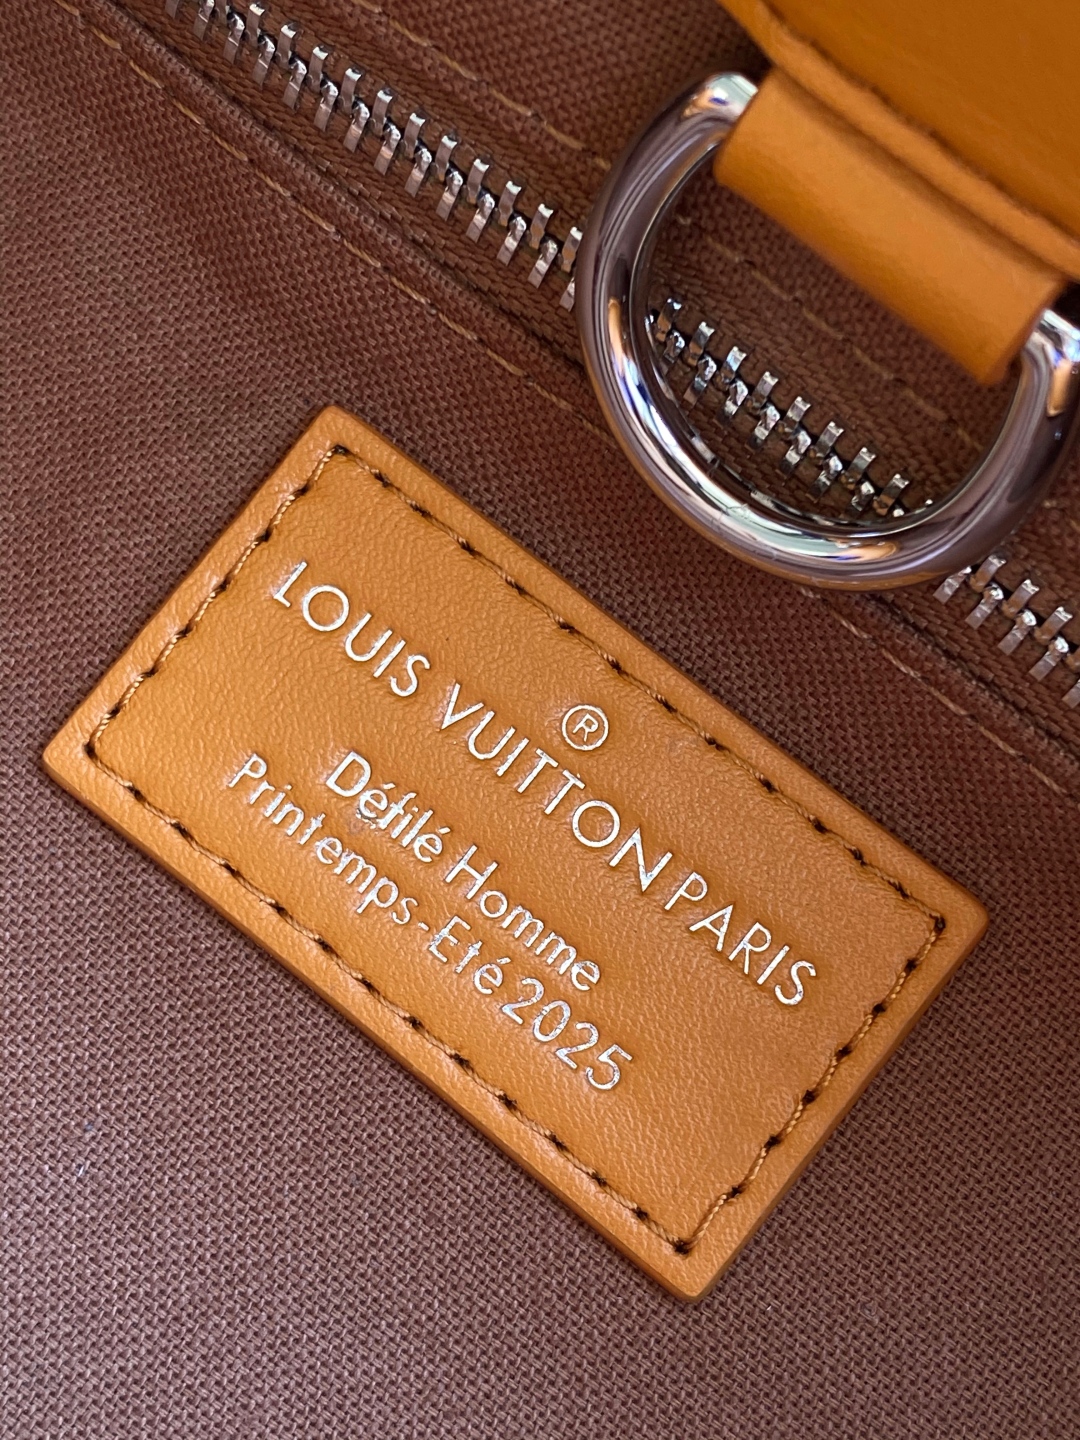 LOUIS VUITTON PARIS
®
Défilé Homme
Printemps-Eté 2025